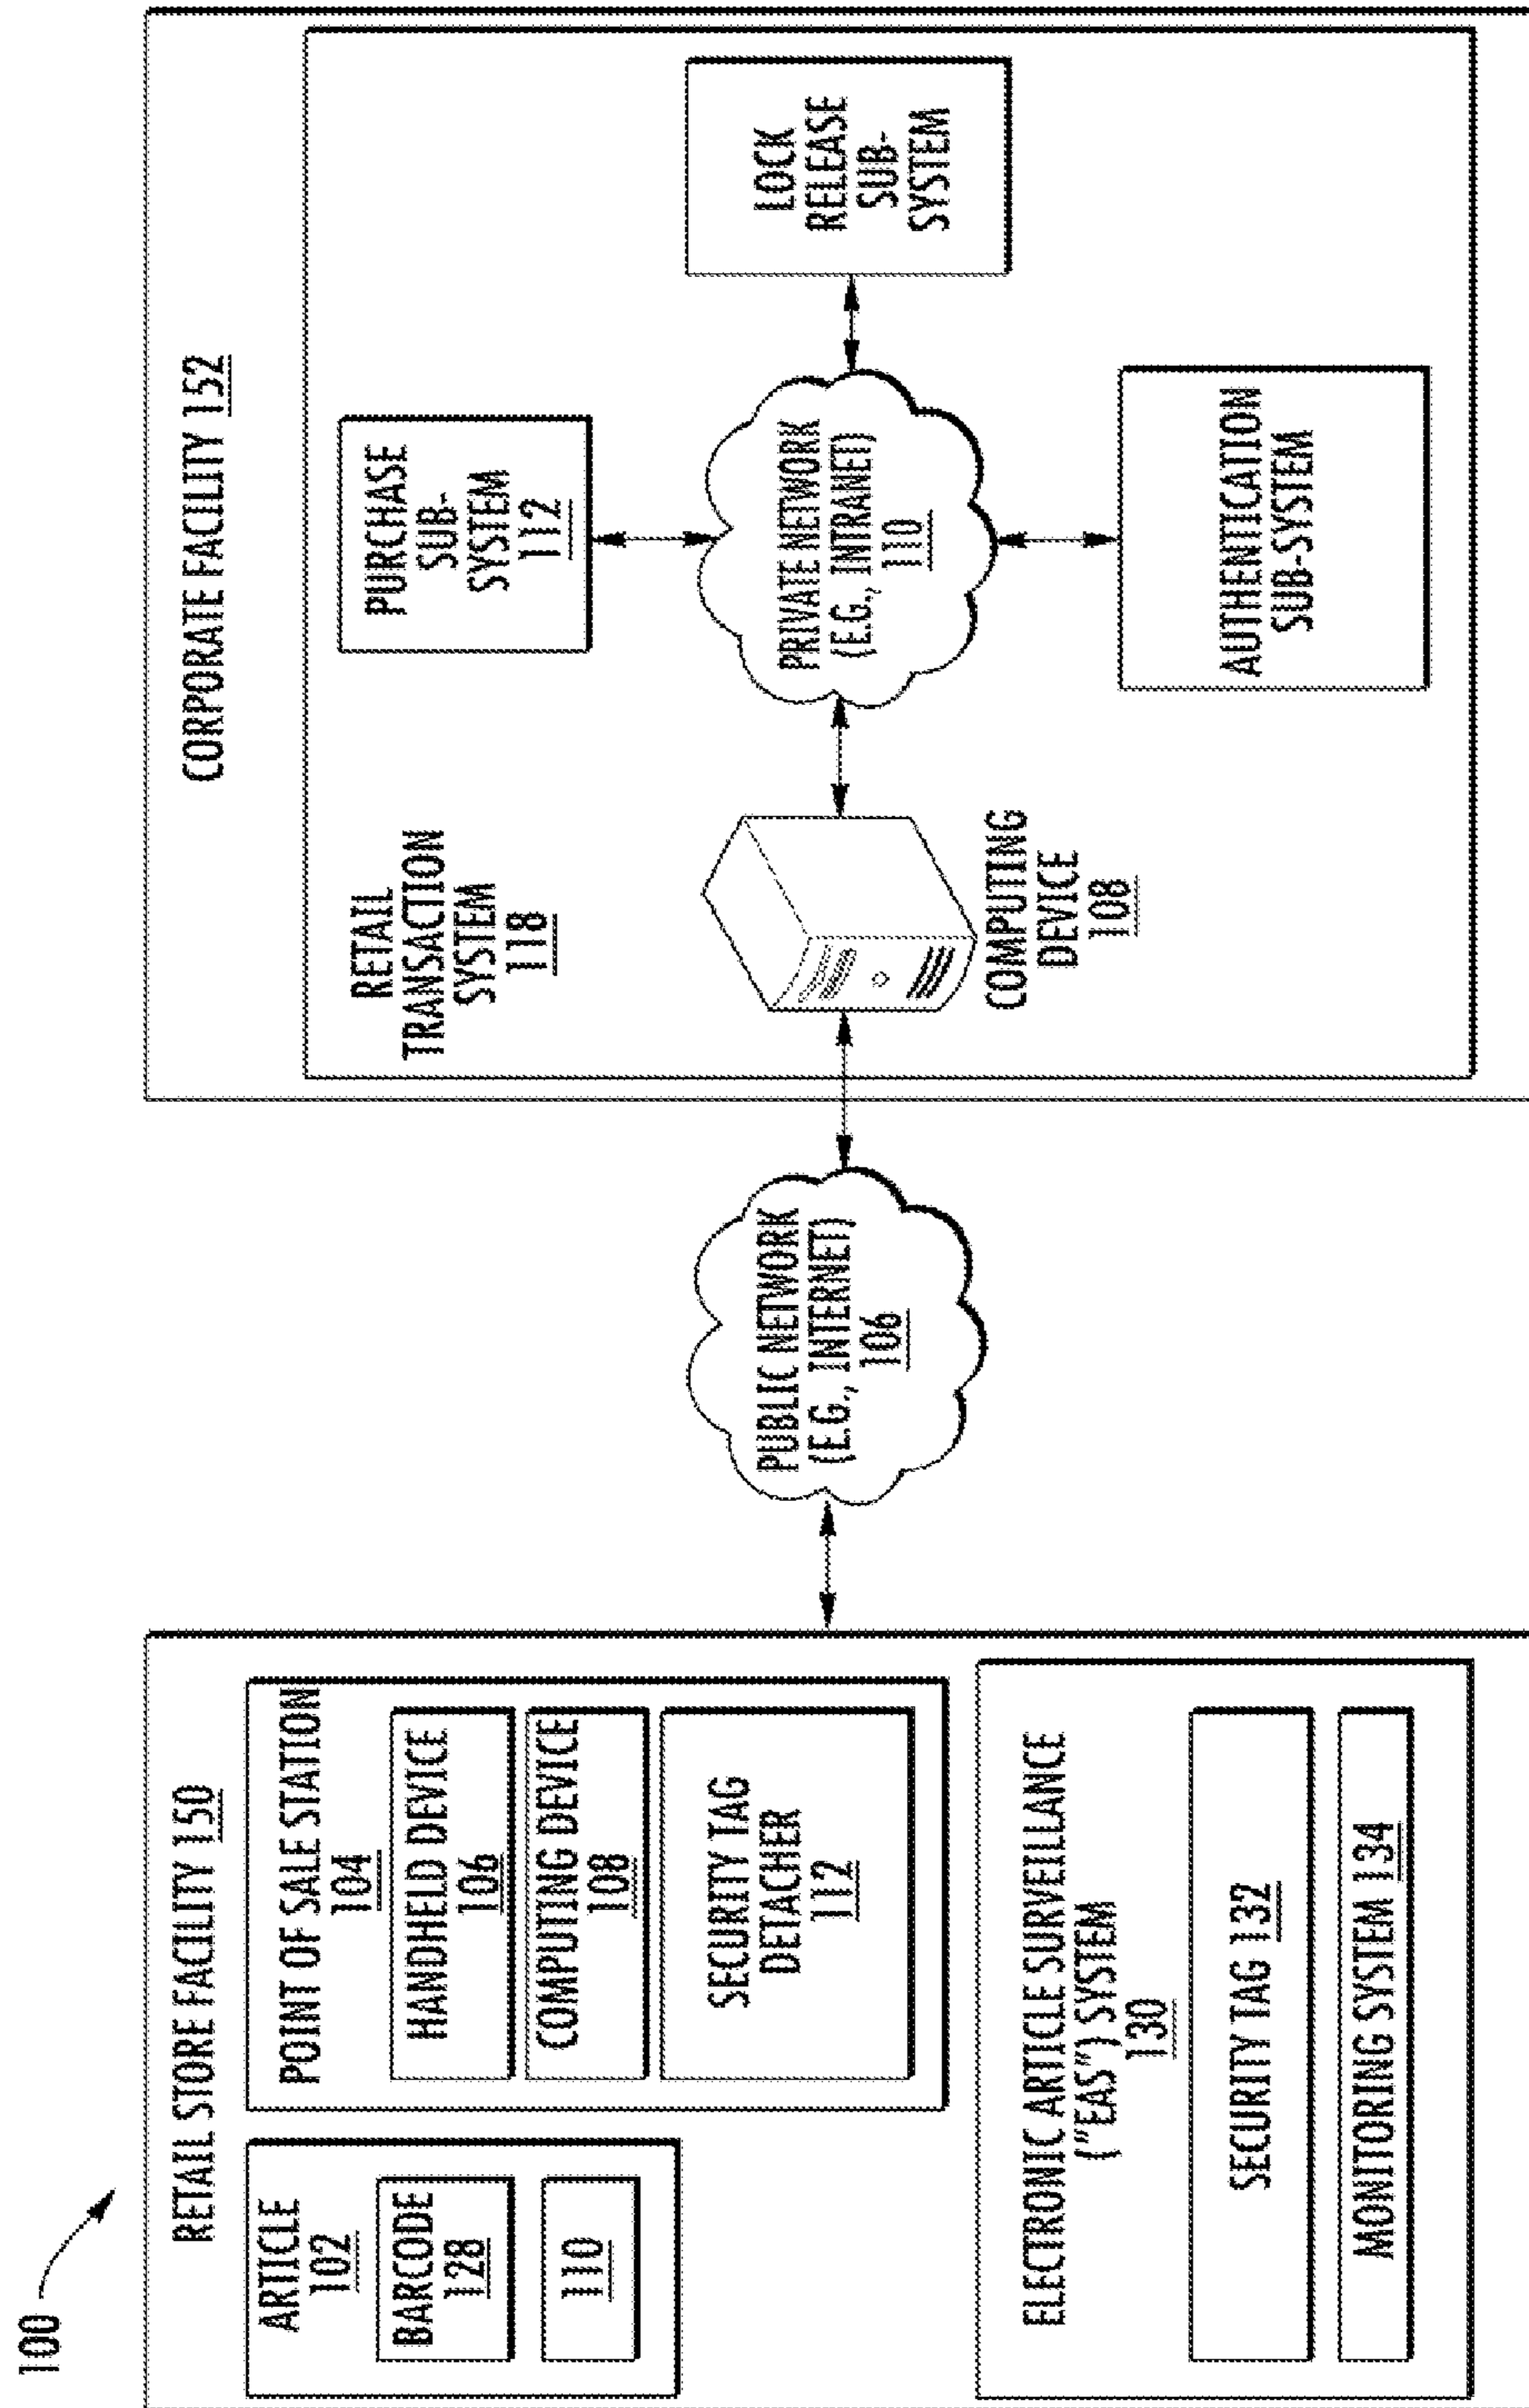 100
RETAIL STORE FACILITY 150
ARTICLE
102
BARCODE
128
110
POINT OF SALE STATION
104
HANDHELD DEVICE
106
COMPUTING DEVICE
108
SECURITY TAG
DETACHER
112
ELECTRONIC ARTICLE SURVEILLANCE
("EAS") SYSTEM
130
SECURITY TAG 132
MONITORING SYSTEM 134
PUBLIC NETWORK
(E.G., INTERNET)
106
CORPORATE FACILITY 152
RETAIL
TRANSACTION
SYSTEM
118
COMPUTING
DEVICE
108
PURCHASE
SUB-
SYSTEM
112
PRIVATE NETWORK
(E.G., INTRANET)
110
LOCK
RELEASE
SUB-
SYSTEM
AUTHENTICATION
SUB-SYSTEM